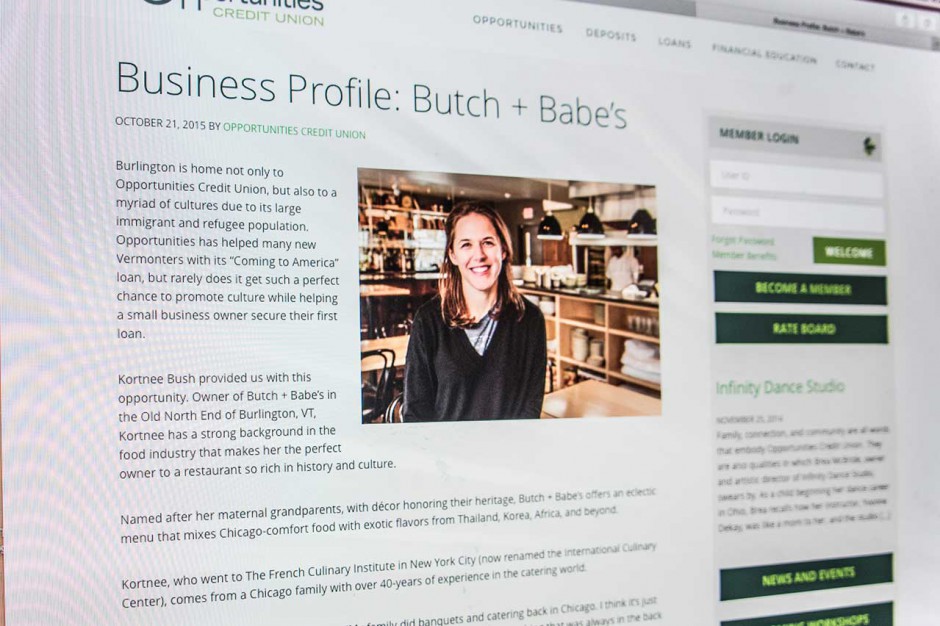 CREDIT UNION
OPPORTUNITIES DEPOSITS LOANS FINANCIAL EDUCATION CONTACT
Business Profile: Butch + Babe's
Business Profile: Butch + Babe's
OCTOBER 21, 2015 BY OPPORTUNITIES CREDIT UNION
Burlington is home not only to
Opportunities Credit Union, but also to a
myriad of cultures due to its large
immigrant and refugee population.
Opportunities has helped many new
Vermonters with its "Coming to America"
loan, but rarely does it get such a perfect
chance to promote culture while helping
a small business owner secure their first
loan.
Kortnee Bush provided us with this
opportunity. Owner of Butch + Babe's in
the Old North End of Burlington, VT,
Kortnee has a strong background in the
food industry that makes her the perfect
owner to a restaurant so rich in history and culture.
Named after her maternal grandparents, with décor honoring their heritage, Butch + Babe's offers an eclectic
menu that mixes Chicago-comfort food with exotic flavors from Thailand, Korea, Africa, and beyond.
Kortnee, who went to The French Culinary Institute in New York City (now renamed the International Culinary
Center), comes from a Chicago family with over 40-years of experience in the catering world.
family did banquets and catering back in Chicago. I think it's just
that was always in the back
MEMBER LOGIN
User ID
Password
Forgot Password
Member Benefits
WELCOME
BECOME A MEMBER
RATE BOARD
Infinity Dance Studio
NOVEMBER 25, 2014
Family, connection, and community are all words
that embody Opportunities Credit Union. They
are also qualities in which Brea McBride, owner
and artistic director of Infinity Dance Studio,
swears by. As a child beginning her dance career
in Ohio, Brea recalls how her instructor,
Dekay, was like a mom to her, and the studio [...]
NEWS AND EVENTS
WORKSHOPS